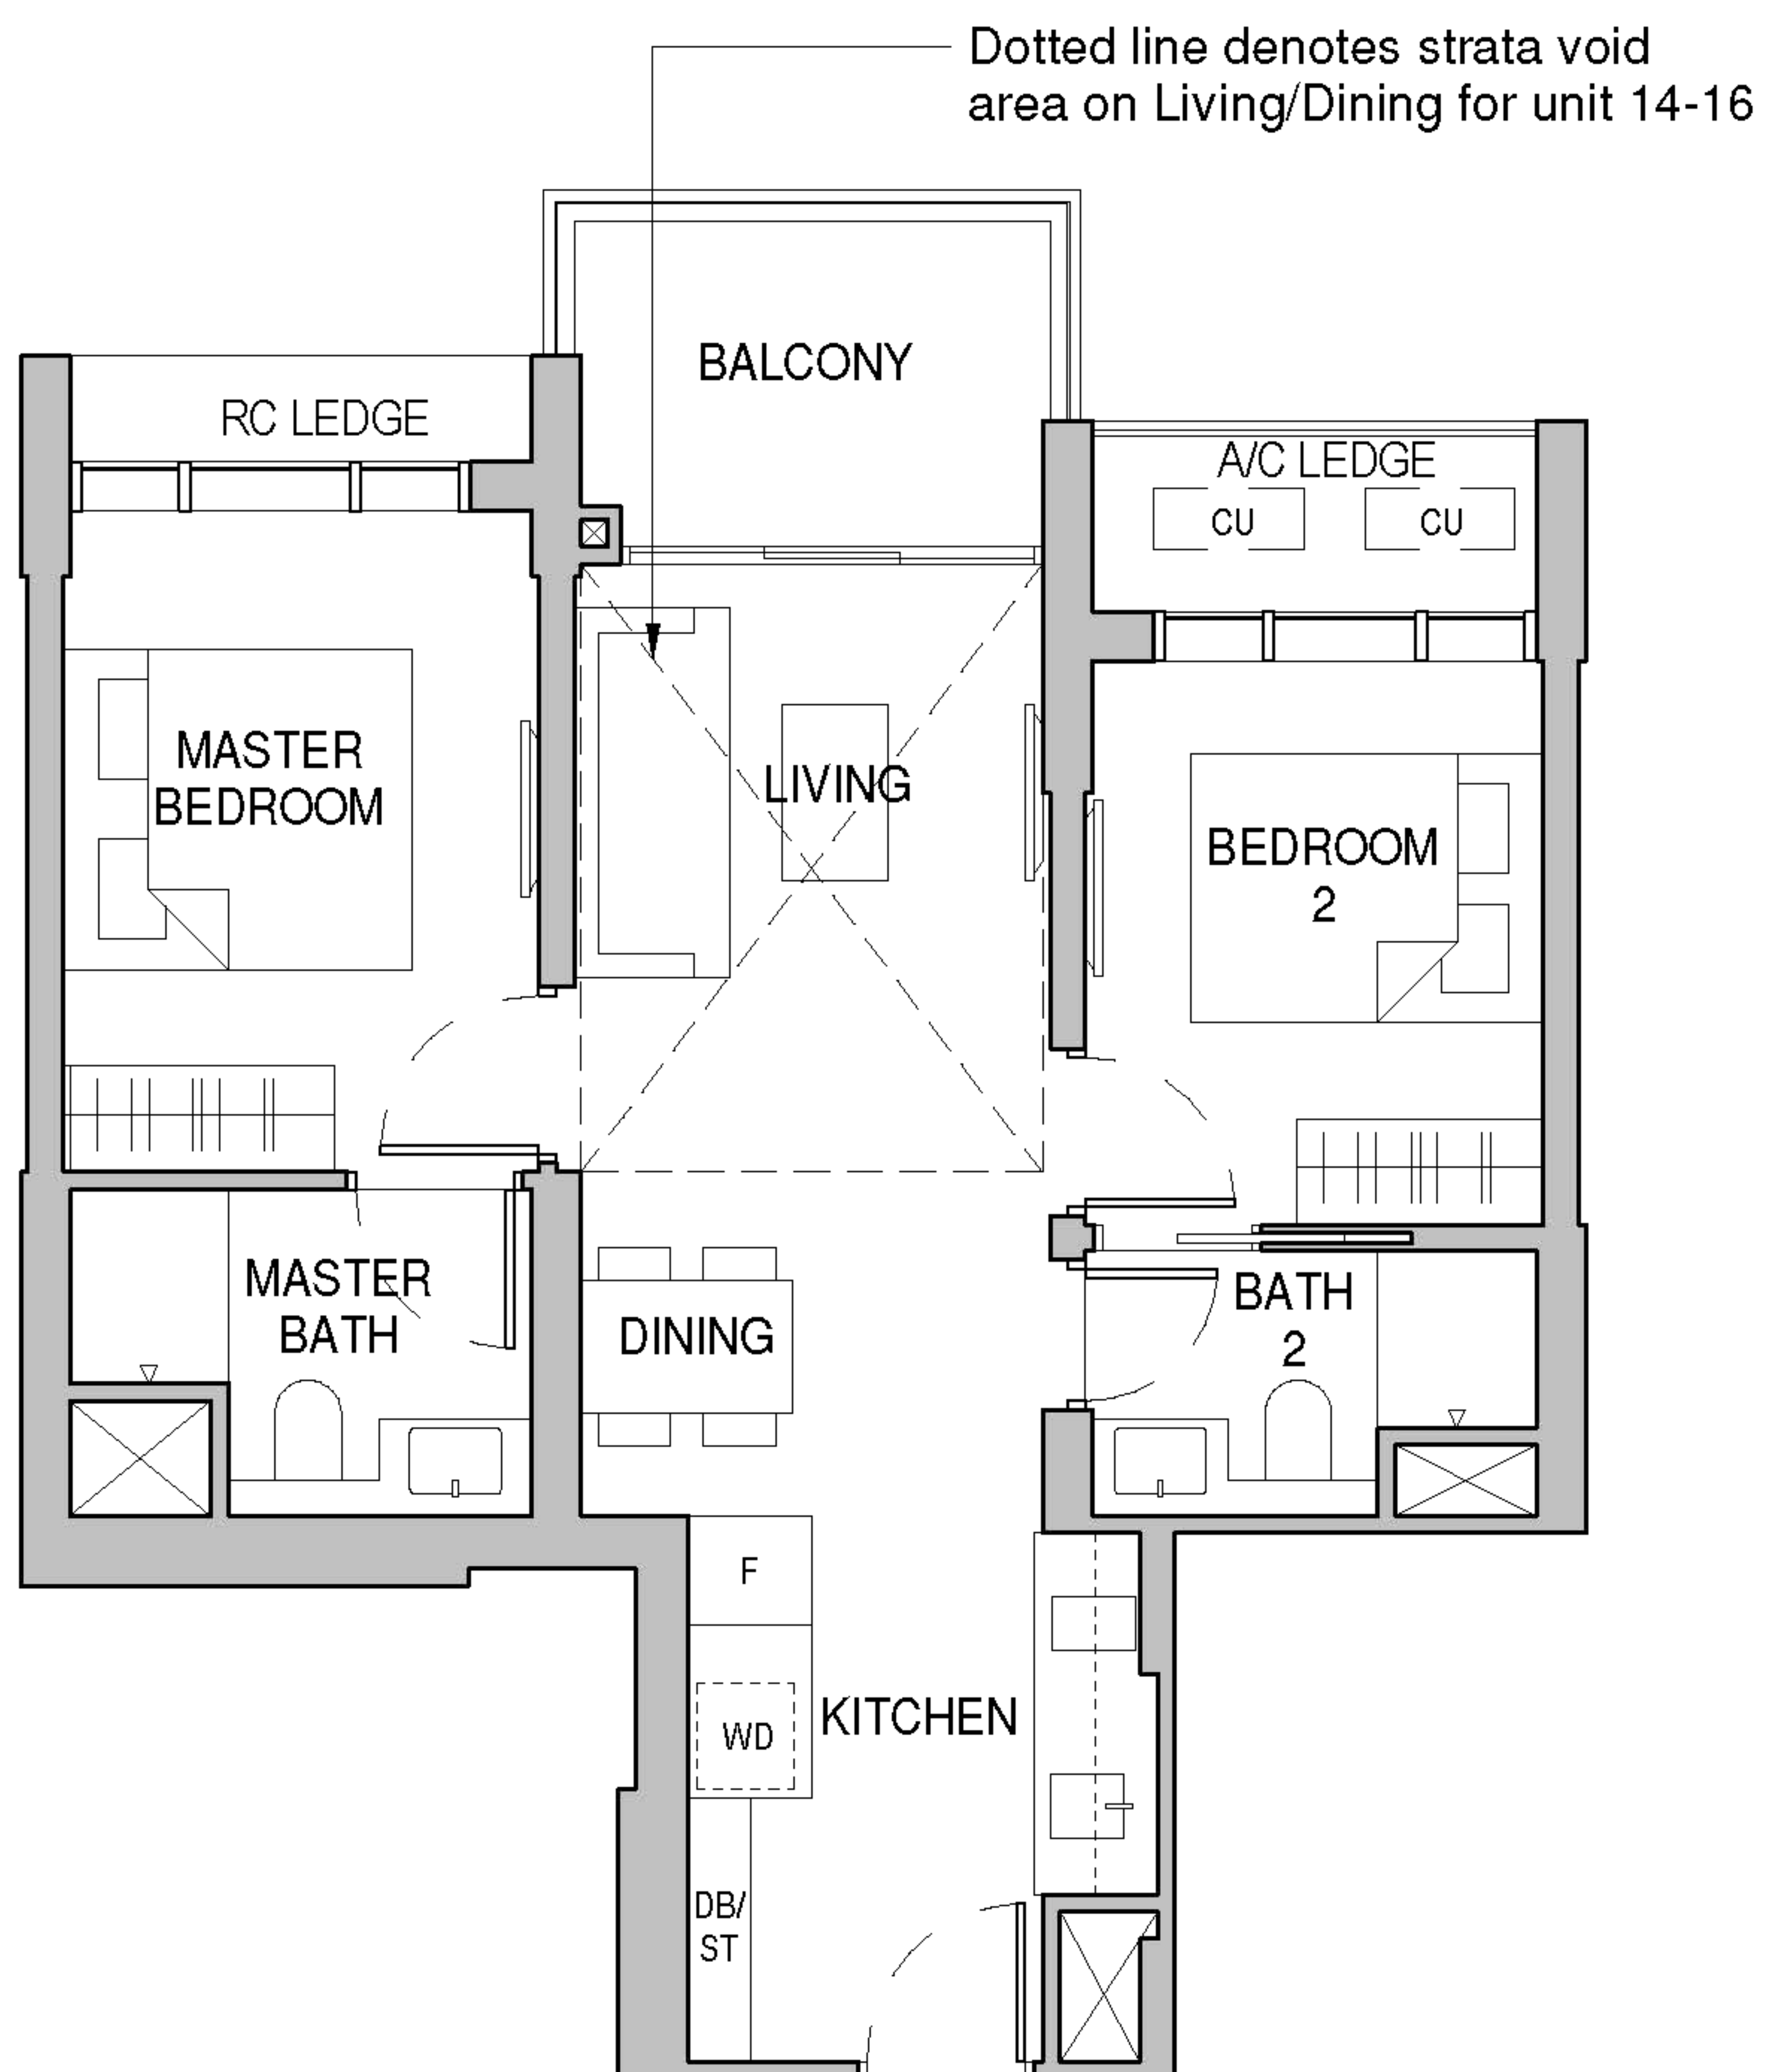 Dotted line denotes strata void
area on Living/Dining for unit 14-16
BALCONY
RC LEDGE
A/C LEDGE
CU
CU
MASTER
BEDROOM
LIVING
BEDROOM
2
MASTER
BATH
DINING
BATH
2
F
KITCHEN
WD
DB/
ST